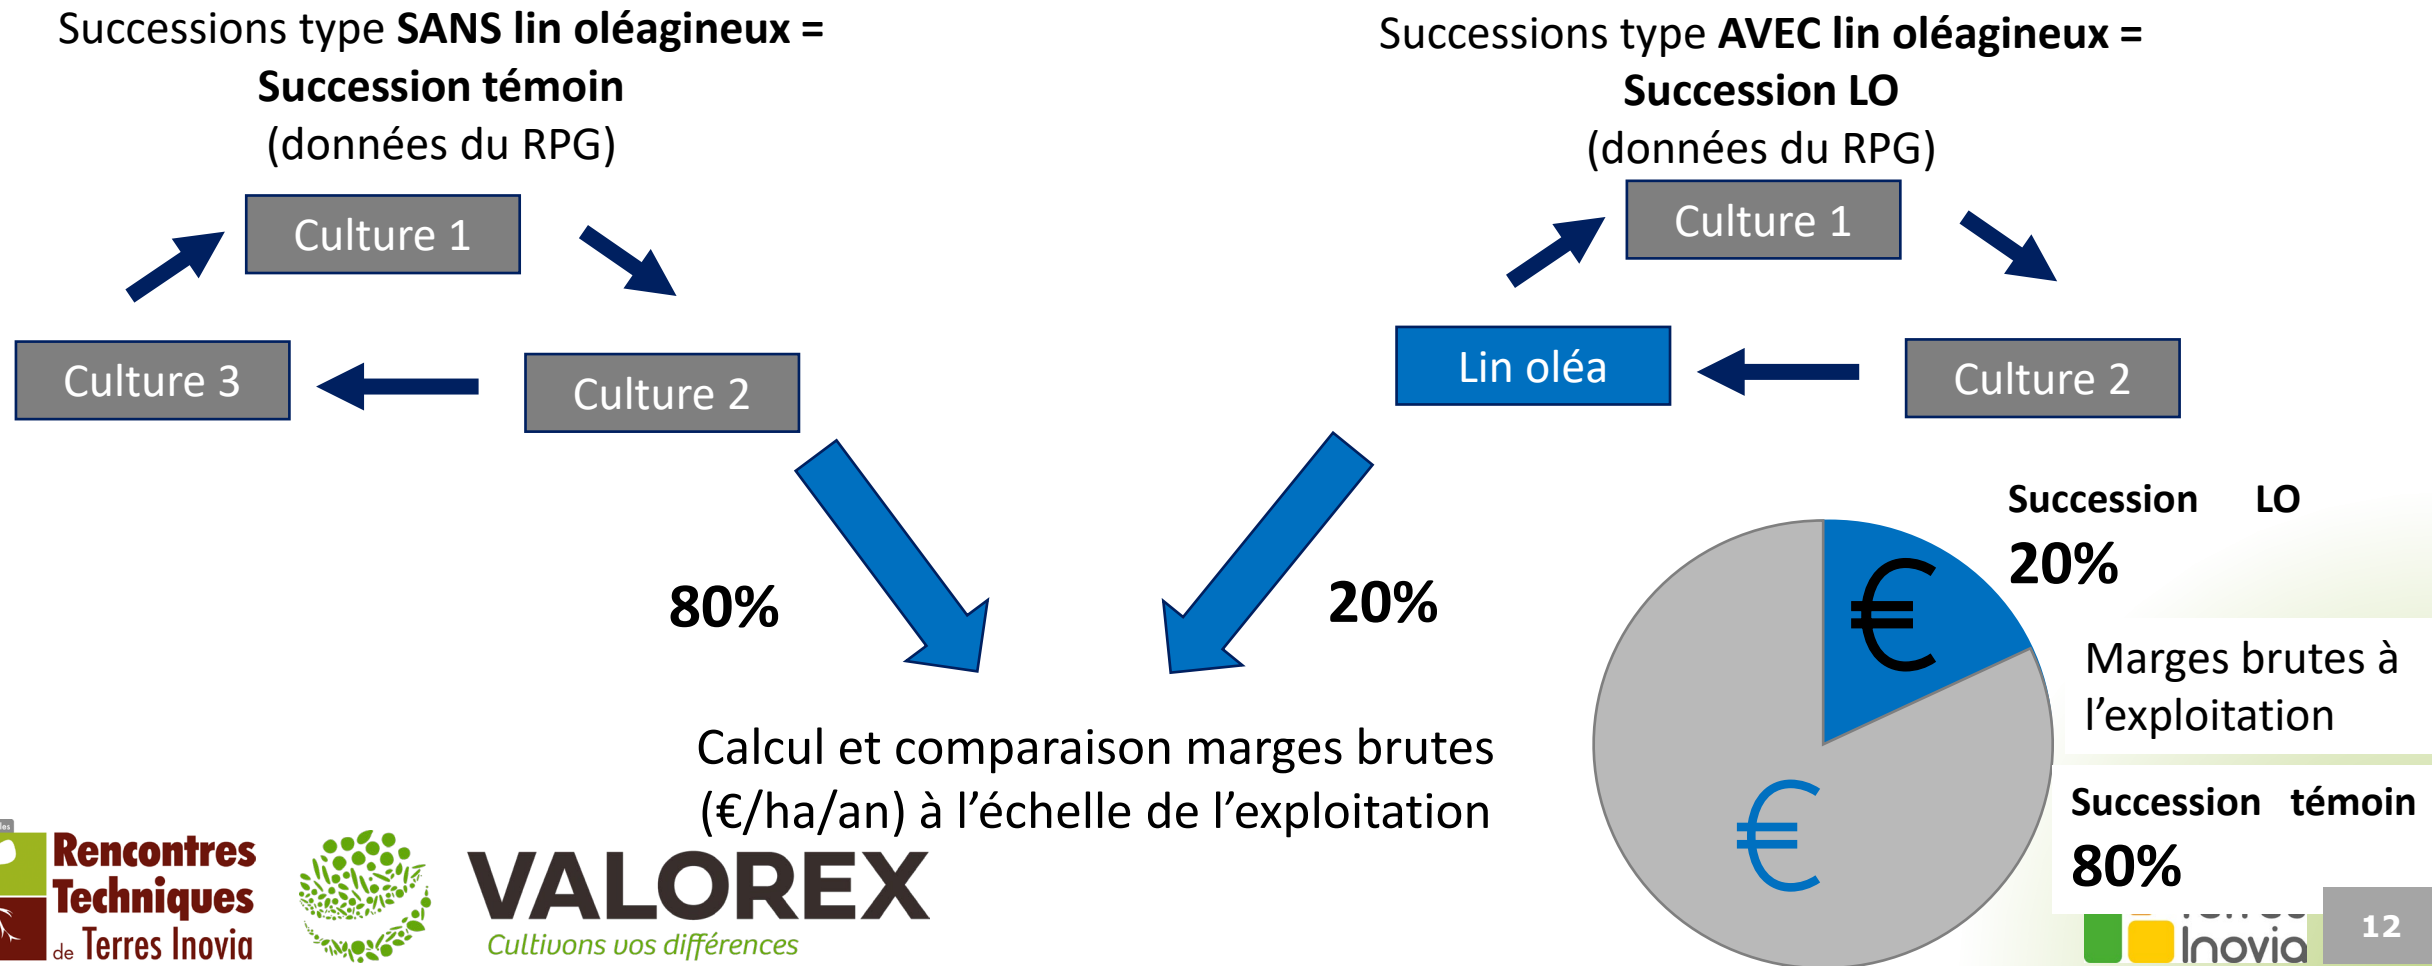 Successions type SANS lin oléagineux =
Succession témoin
(données du RPG)
Culture 1
Culture 3
Culture 2
80%
Successions type AVEC lin oléagineux =
Succession LO
(données du RPG)
Culture 1
Lin oléa
Culture 2
20%
Calcul et comparaison marges brutes
(€/ha/an) à l'échelle de l'exploitation
€
€
Succession LO
20%
Marges brutes à
l'exploitation
Succession témoin
80%
Rencontres
Techniques
de Terres Inovia
VALOREX
Cultivons vos différences
Inovia
12